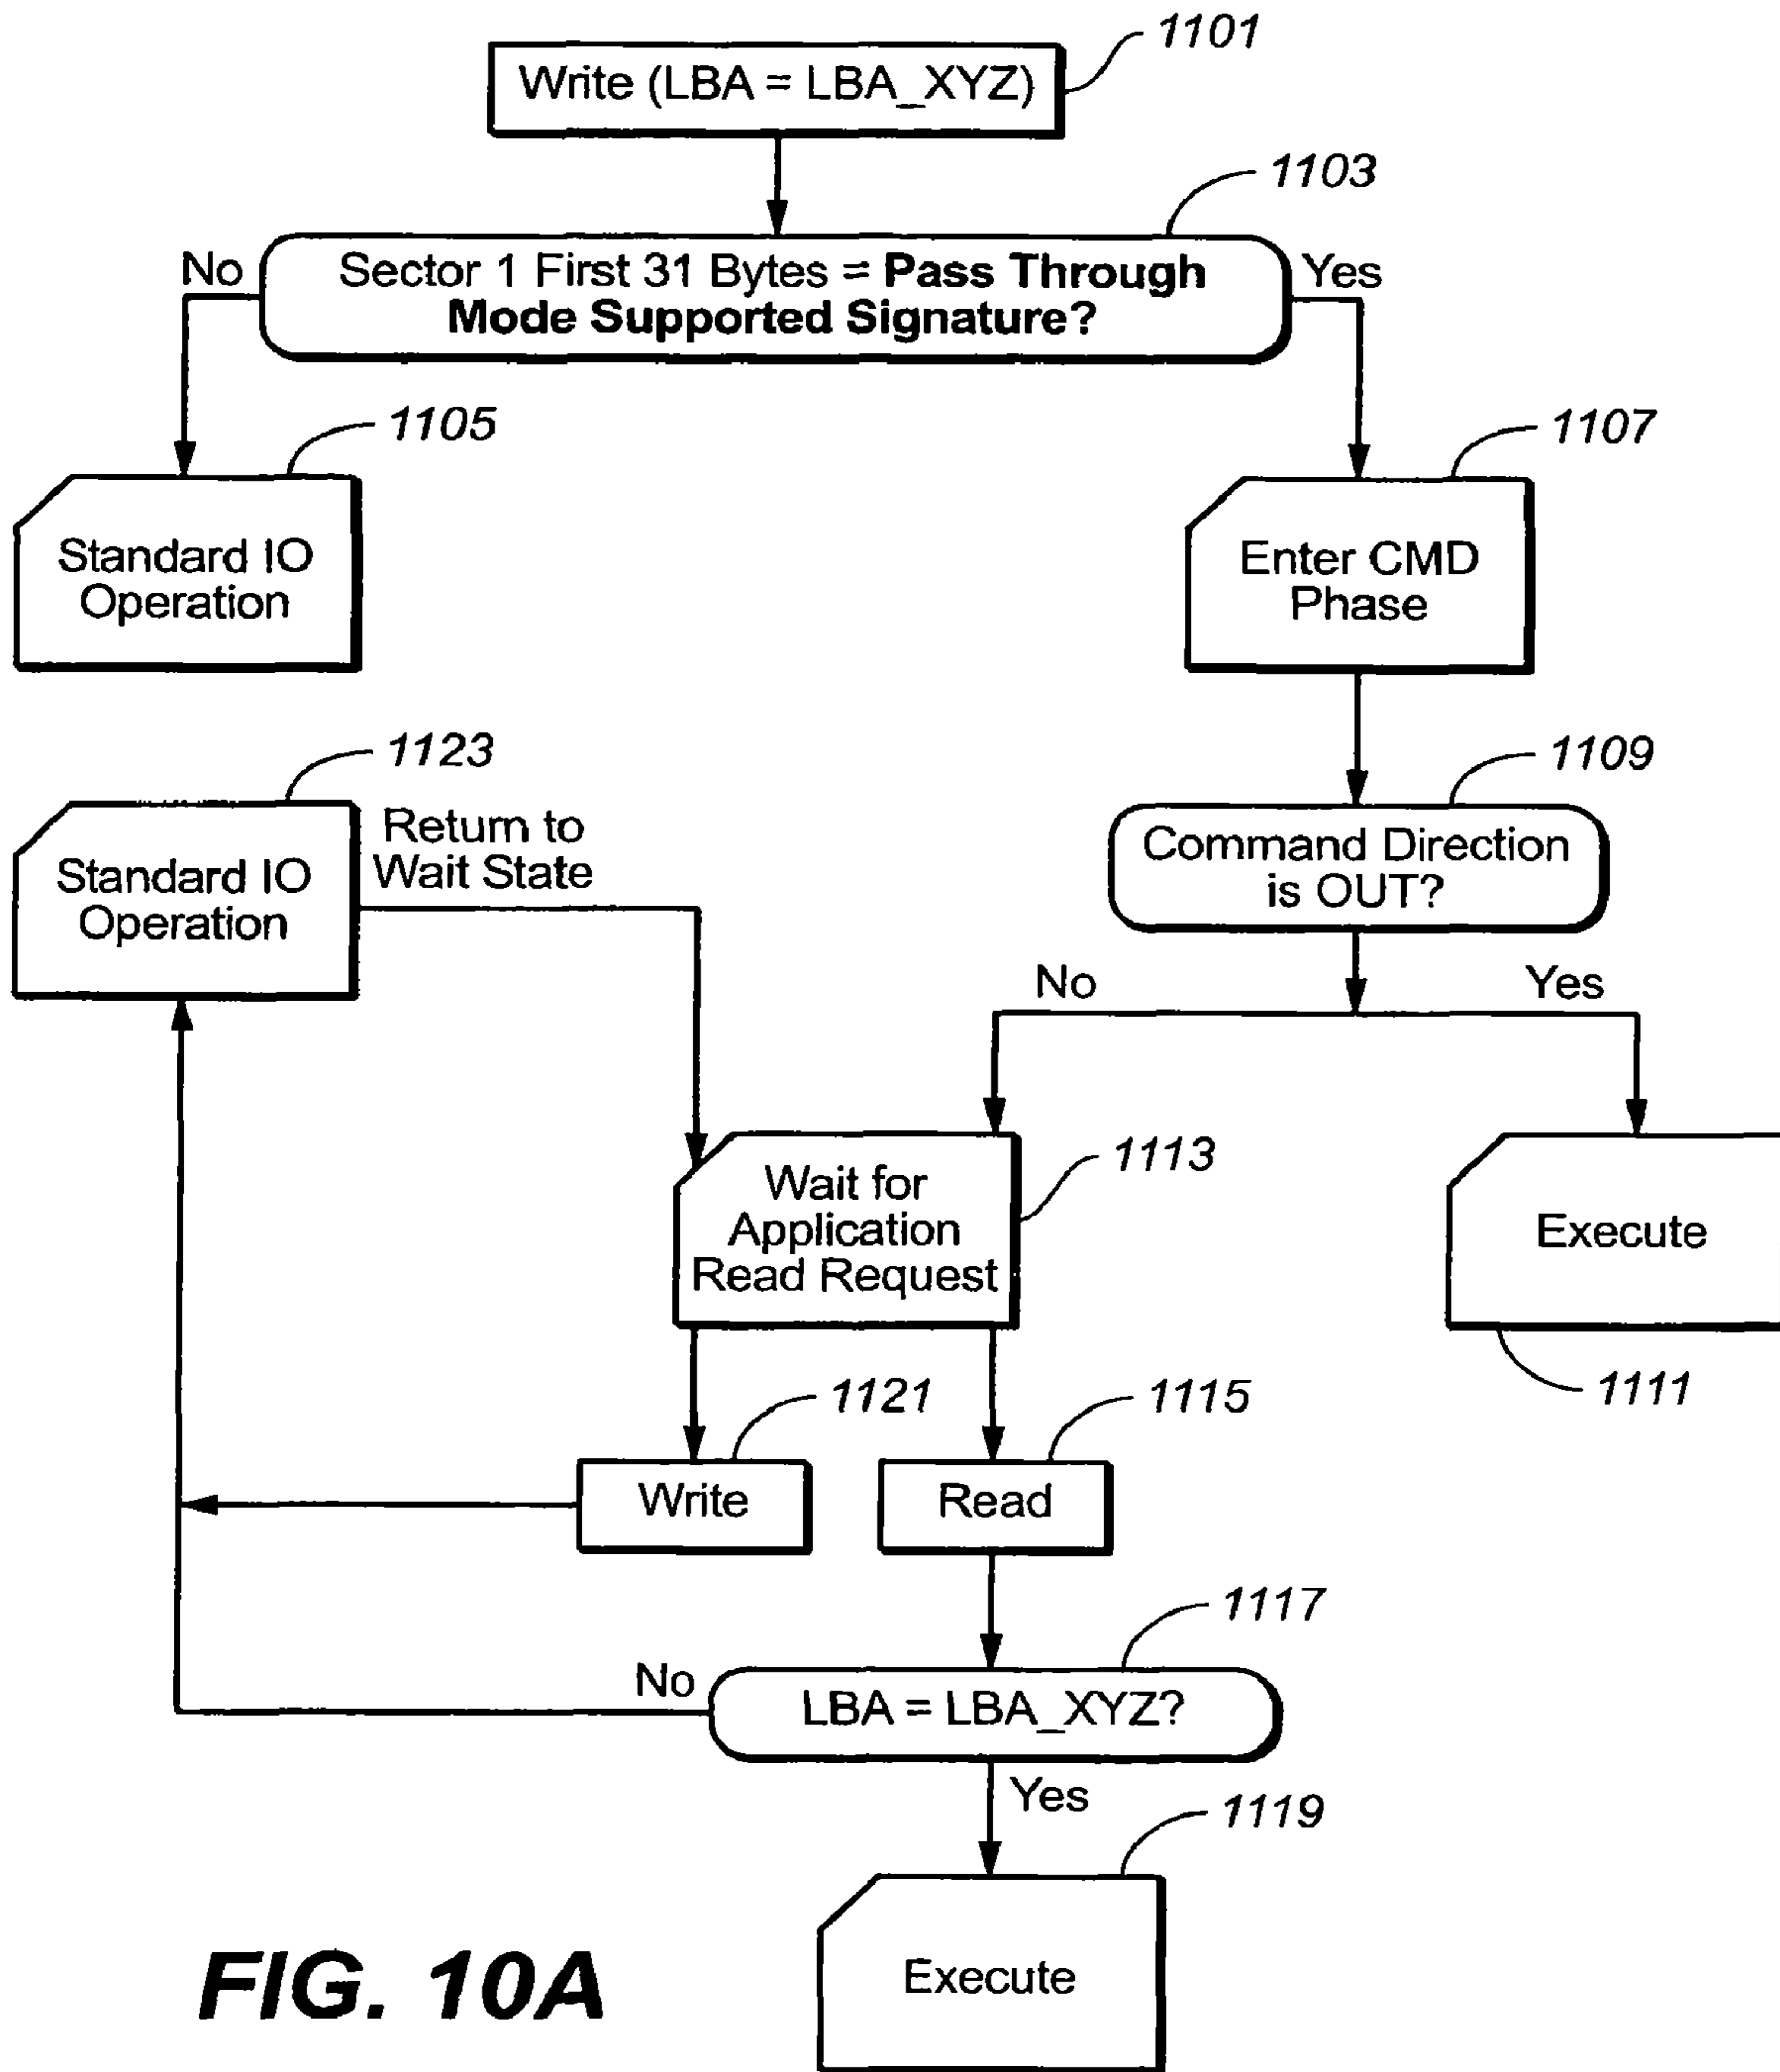 1101
Write (LBA = LBA_XYZ)
1103
No
Sector 1 First 31 Bytes = Pass Through
Mode Supported Signature?
Yes
1105
Standard IO
Operation
1107
Enter CMD
Phase
1123
Standard IO
Operation
Return to
Wait State
1109
Command Direction
is OUT?
No
Yes
1113
Wait for
Application
Read Request
Execute
1111
1121
Write
1115
Read
1117
No
LBA = LBA_XYZ?
Yes
1119
Execute
FIG. 10A